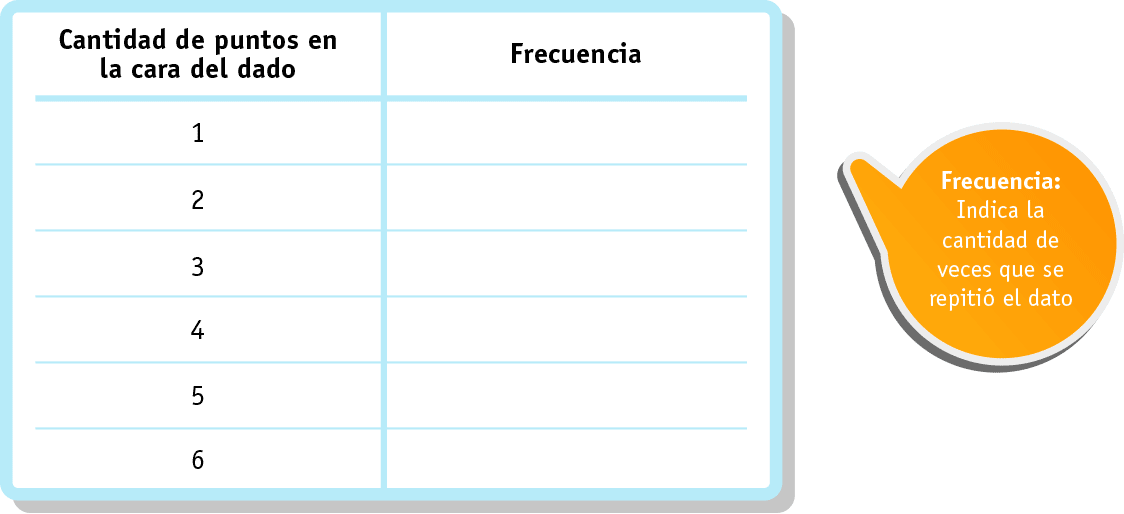 Cantidad de puntos en
la cara del dado
Frecuencia
1
2
3
4
5
6
Frecuencia:
Indica la
cantidad de
veces que se
repitió el dato